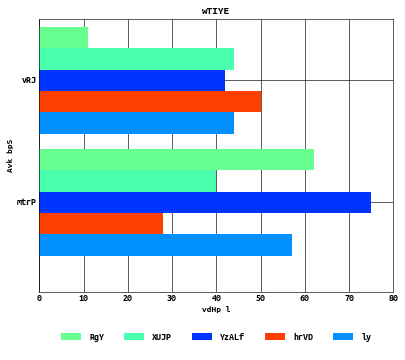 wTIYE
vRJ
Avk bpS
mtrP
0 10 20 30 40 50 60 70 80
vdHp l
RgY XUJP YzALf hrVD ly